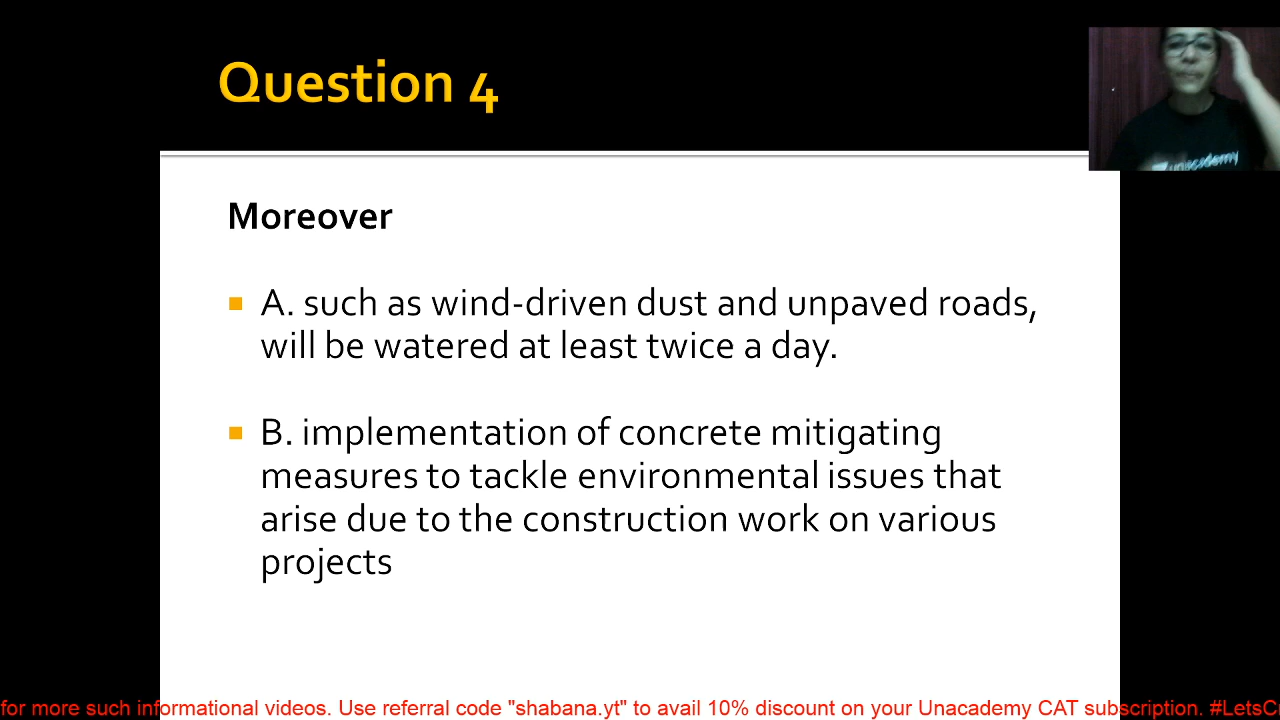 Question 4
unacademy
Moreover
A. such as wind-driven dust and unpaved roads,
will be watered at least twice a day.
B. implementation of concrete mitigating
measures to tackle environmental issues that
arise due to the construction work on various
projects
for more such informational videos. Use referral code "shabana.yt" to avail 10% discount on your Unacademy CAT subscription. #LetsC